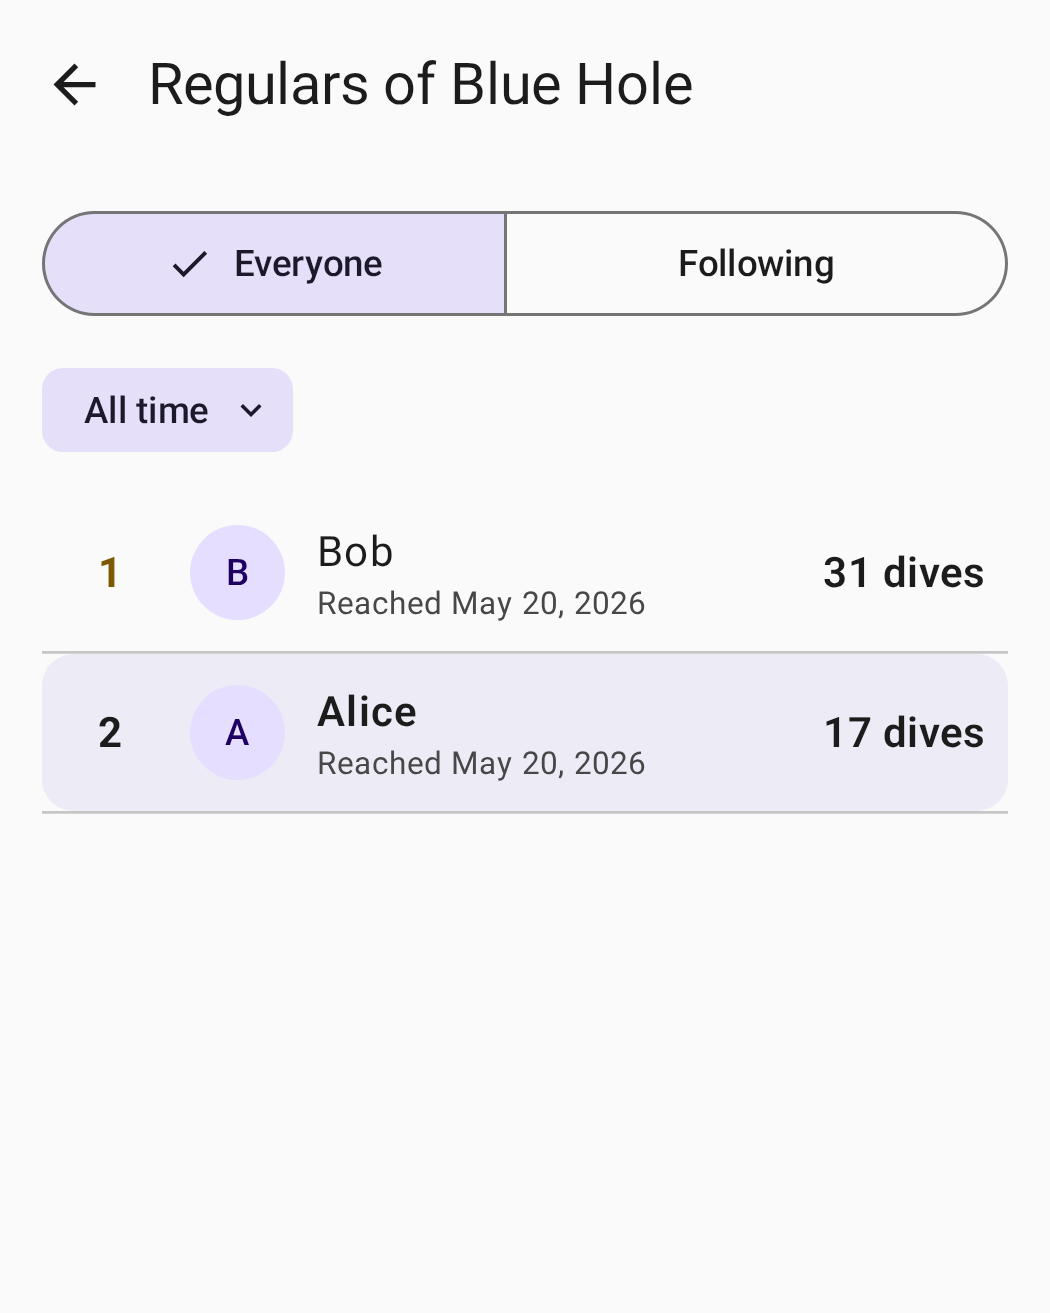 Regulars of Blue Hole
Everyone
Following
All time
1
B
Bob
Reached May 20, 2026
31 dives
2
A
Alice
Reached May 20, 2026
17 dives